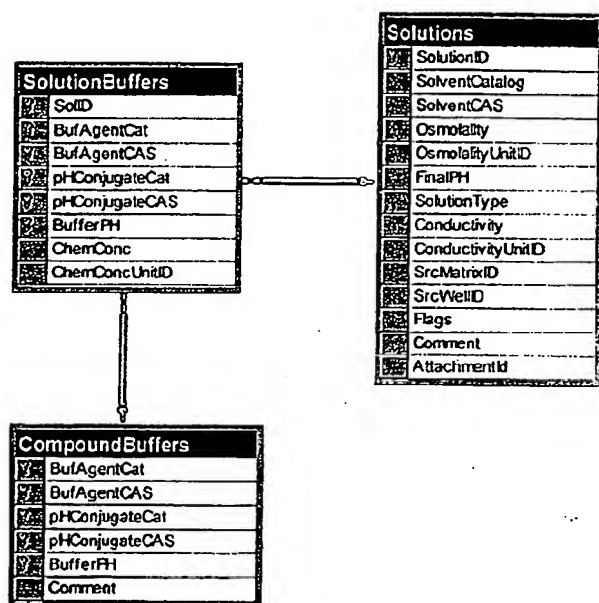 Solutions
SolutionID
SolventCatalog
SolventCAS
Osmolality
OsmolalityUnitID
FinalPH
SolutionType
Conductivity
ConductivityUnitID
SrcMatrixID
SrcWellID
Flags
Comment
AttachmentId
SolutionBuffers
SolID
BufAgentCat
BufAgentCAS
pHConjugateCat
pHConjugateCAS
BufferPH
ChemConc
ChemConcUnitID
CompoundBuffers
BufAgentCat
BufAgentCAS
pHConjugateCat
pHConjugateCAS
BufferPH
Comment